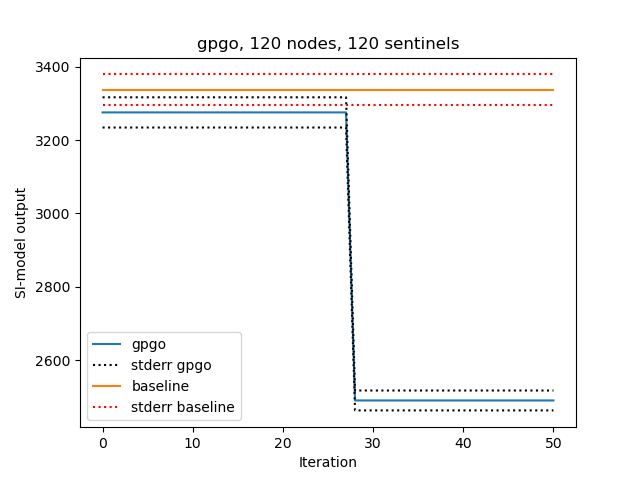 gpgo, 120 nodes, 120 sentinels
SI-model output
3400
3200
3000
2800
2600
gpgo
stderr gpgo
baseline
stderr baseline
0
10
20
30
40
50
Iteration